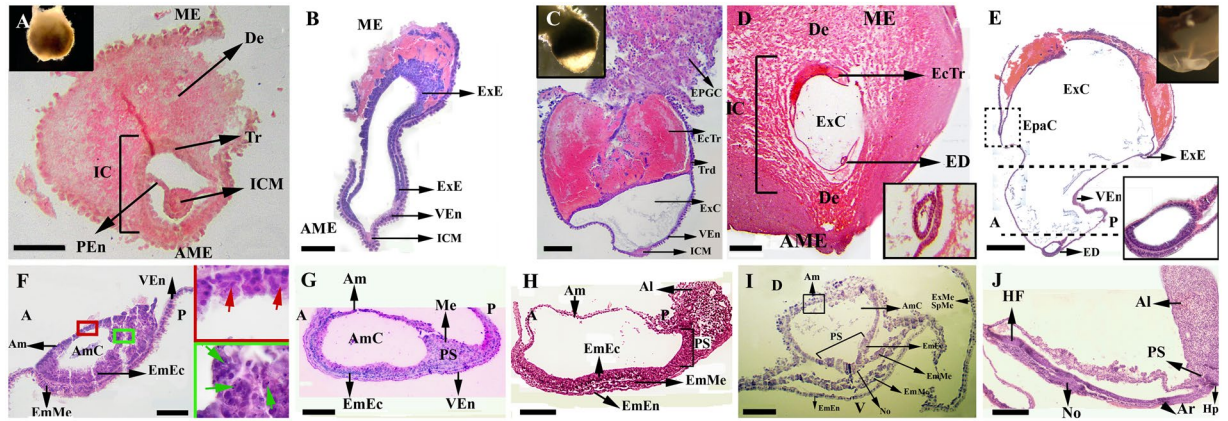 A
ME
De
Tr
IC
ICM
PEn
AME
B
ME
ExE
ExE
VEn
AME
ICM
C
EPGC
EcTr
Trd
ExC
VEn
ICM
D
ME
De
EcTr
IC
ExC
ED
De
AME
E
ExC
EpaC
ExE
VEn
A
P
ED
F
VEn
A
P
Am
AmC
EmEc
EmMe
G
Am
Me
A
P
AmC
PS
EmEc
VEn
H
Al
Am
A
P
PS
EmEc
EmMe
EmEn
I
D
Am
AmC
ExMe
SpMe
PS
EmEc
EmMe
EmMe
EmEn
No
V
J
HF
Al
PS
No
Ar
Hp